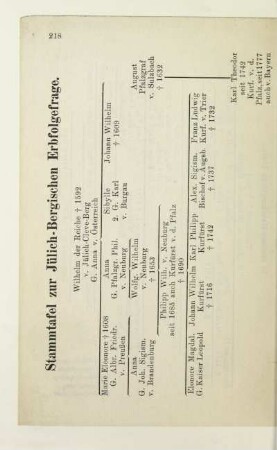 218
Stammtafel zur Jülich-Bergischen Erbfolgefrage.
Wilhelm der Reiche † 1592
v. Jülich-Cleve-Berg
G. Anna v. Österreich
Marie Eleonore † 1608
G. Albr. Friedr.
v. Preußen
Anna
G. Pfalzgr. Phil.
v. Neuburg
Sibylle
2. G. Karl
v. Burgau
Johann Wilhelm
† 1609
Anna
G. Joh. Sigism.
v. Brandenburg
Wolfg. Wilhelm
v. Neuburg
† 1653
August
Pfalzgraf
v. Sulzbach
† 1632
Philipp Wilh. v. Neuburg
seit 1685 auch Kurfürst v. d. Pfalz
† 1690
Eleonore Magdal.
G. Kaiser Leopold
Johann Wilhelm
Kurfürst
† 1716
Karl Philipp
Kurfürst
† 1742
Alex. Sigism.
Bischof v. Augsb.
† 1737
Franz Ludwig
Kurf. v. Trier
† 1732
Karl Theodor
seit 1742
Kurf. v. d.
Pfalz, seit 1777
auch v. Bayern